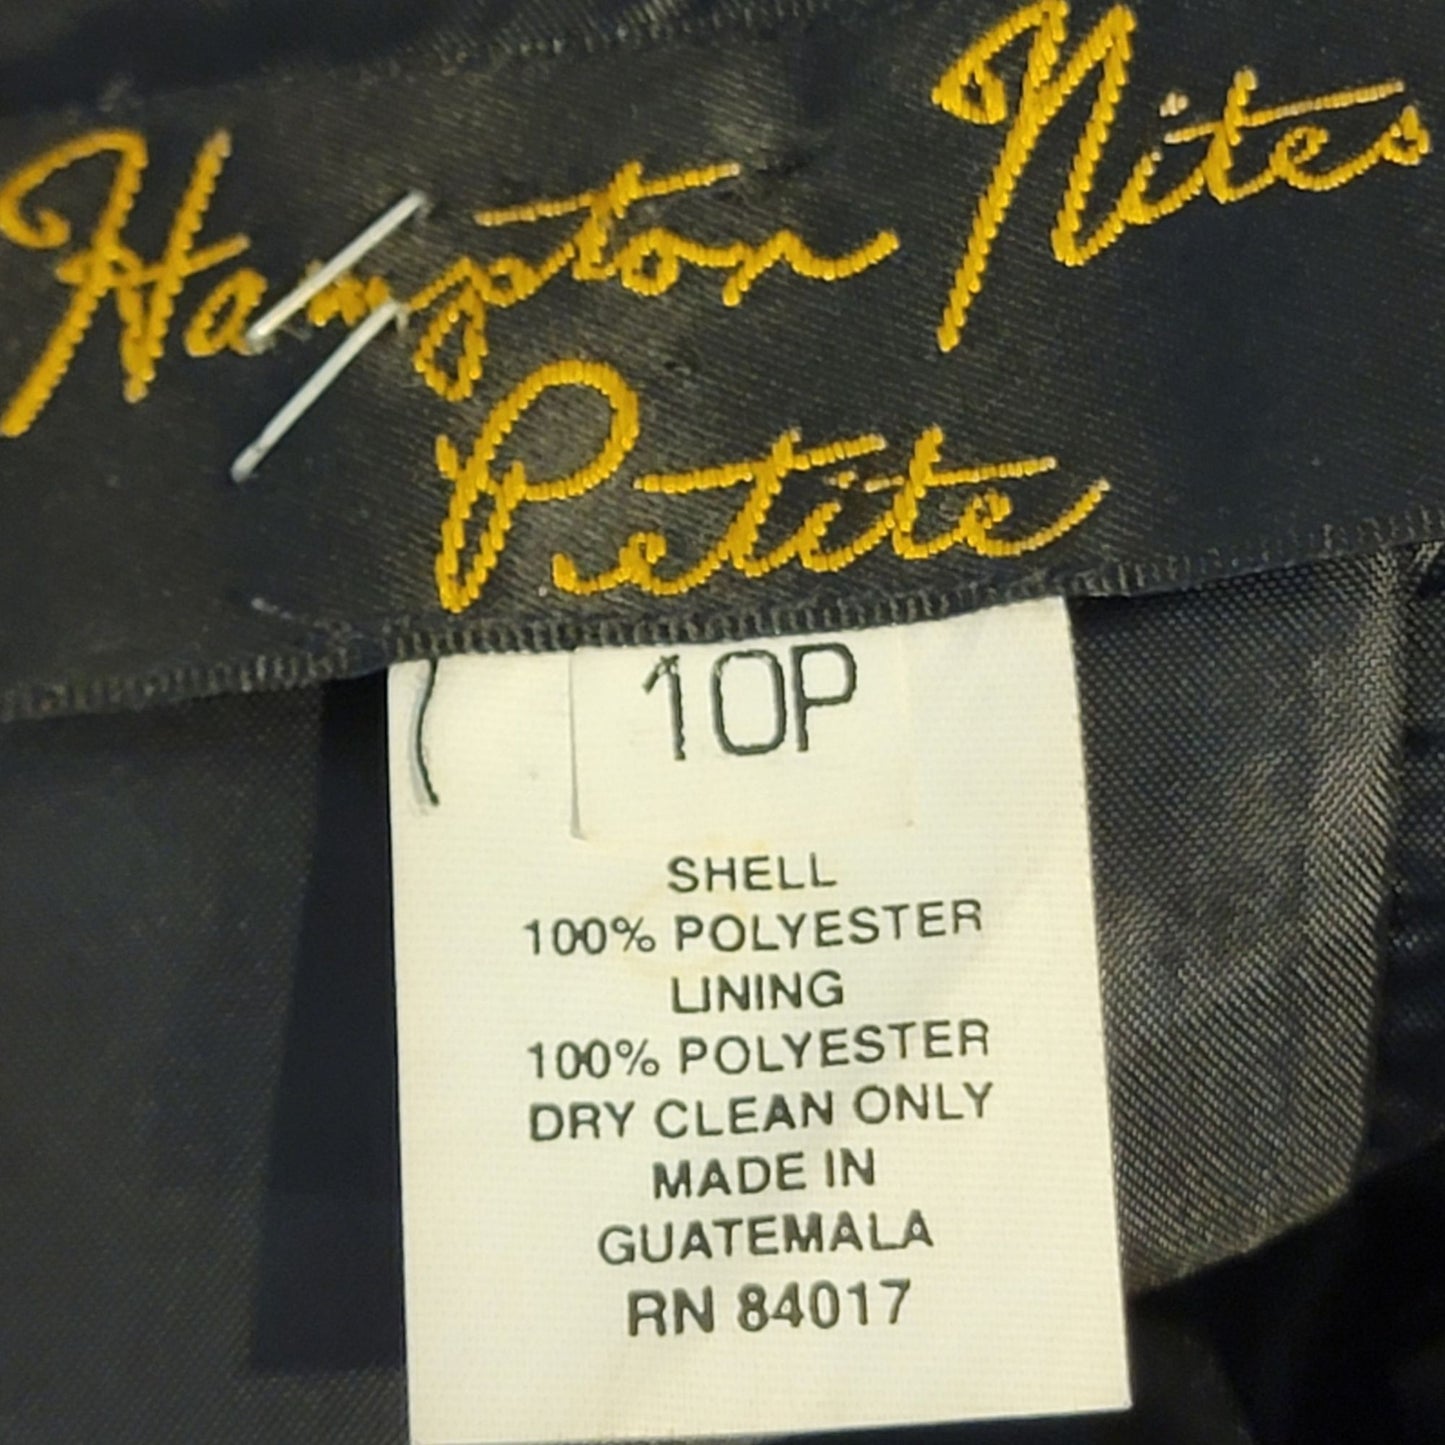 Hampton Nites
Petite
10P
SHELL
100% POLYESTER
LINING
100% POLYESTER
DRY CLEAN ONLY
MADE IN
GUATEMALA
RN 84017